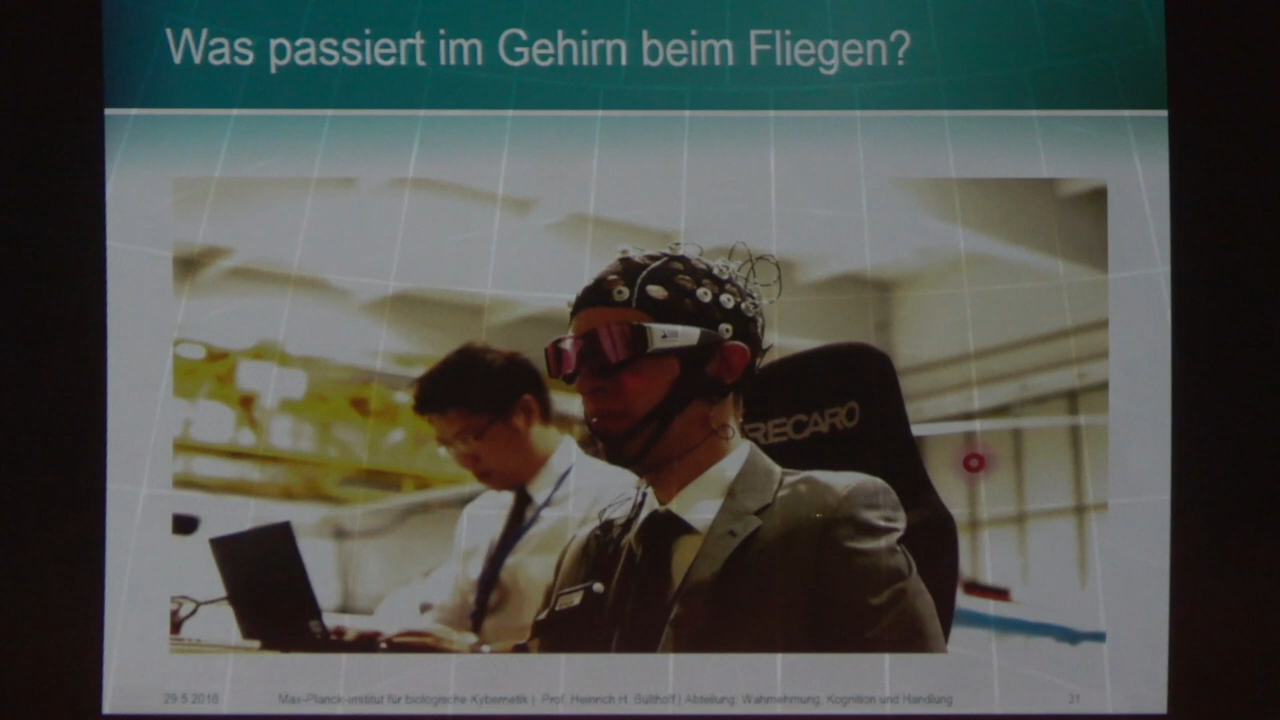 Was passiert im Gehirn beim Fliegen?
RECARO
29.5.2018 Max-Planck-Institut für biologische Kybernetik | Prof. Heinrich H. Bülthoff | Abteilung: Wahrnehmung, Kognition und Handlung 31